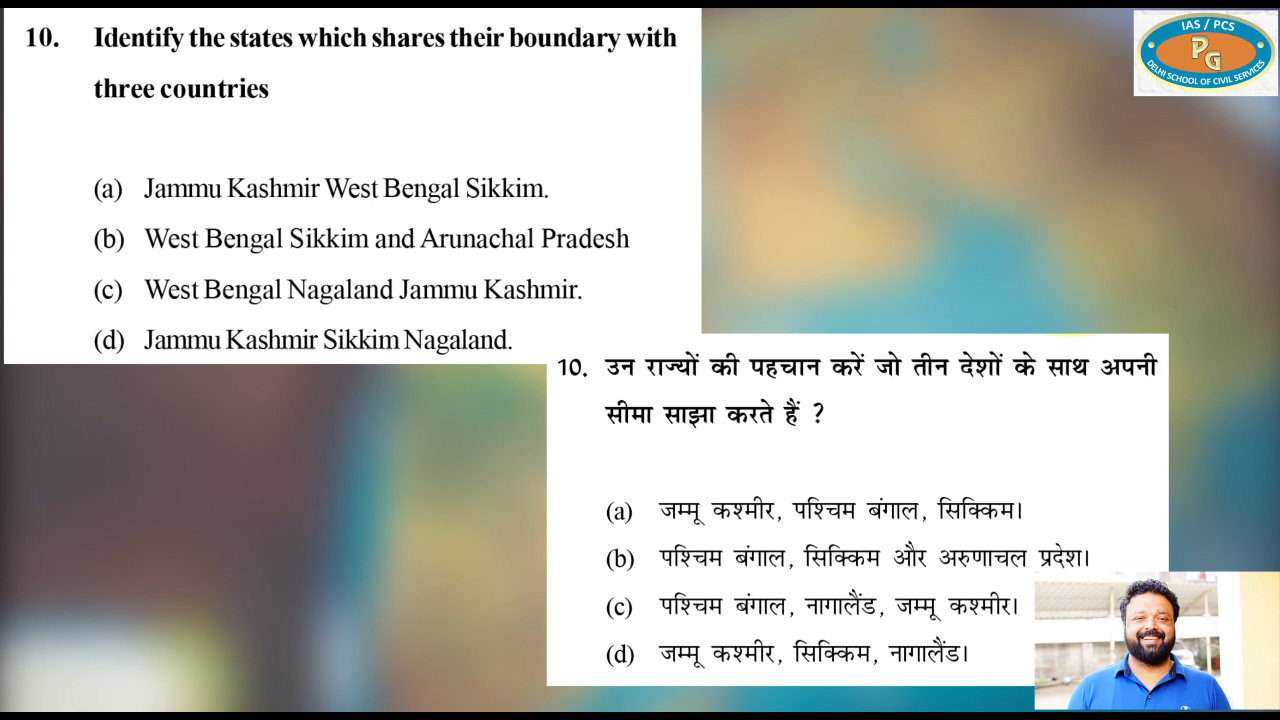 10. Identify the states which shares their boundary with
three countries
(a) Jammu Kashmir West Bengal Sikkim.
(b) West Bengal Sikkim and Arunachal Pradesh
(c) West Bengal Nagaland Jammu Kashmir.
(d) Jammu Kashmir Sikkim Nagaland.
IAS / PCS
PG
DELHI SCHOOL OF CIVIL SERVICES
10. उन राज्यों की पहचान करें जो तीन देशों के साथ अपनी
सीमा साझा करते हैं ?
(a) जम्मू कश्मीर, पश्चिम बंगाल, सिक्किम।
(b) पश्चिम बंगाल, सिक्किम और अरुणाचल प्रदेश।
(c) पश्चिम बंगाल, नागालैंड, जम्मू कश्मीर।
(d) जम्मू कश्मीर, सिक्किम, नागालैंड।